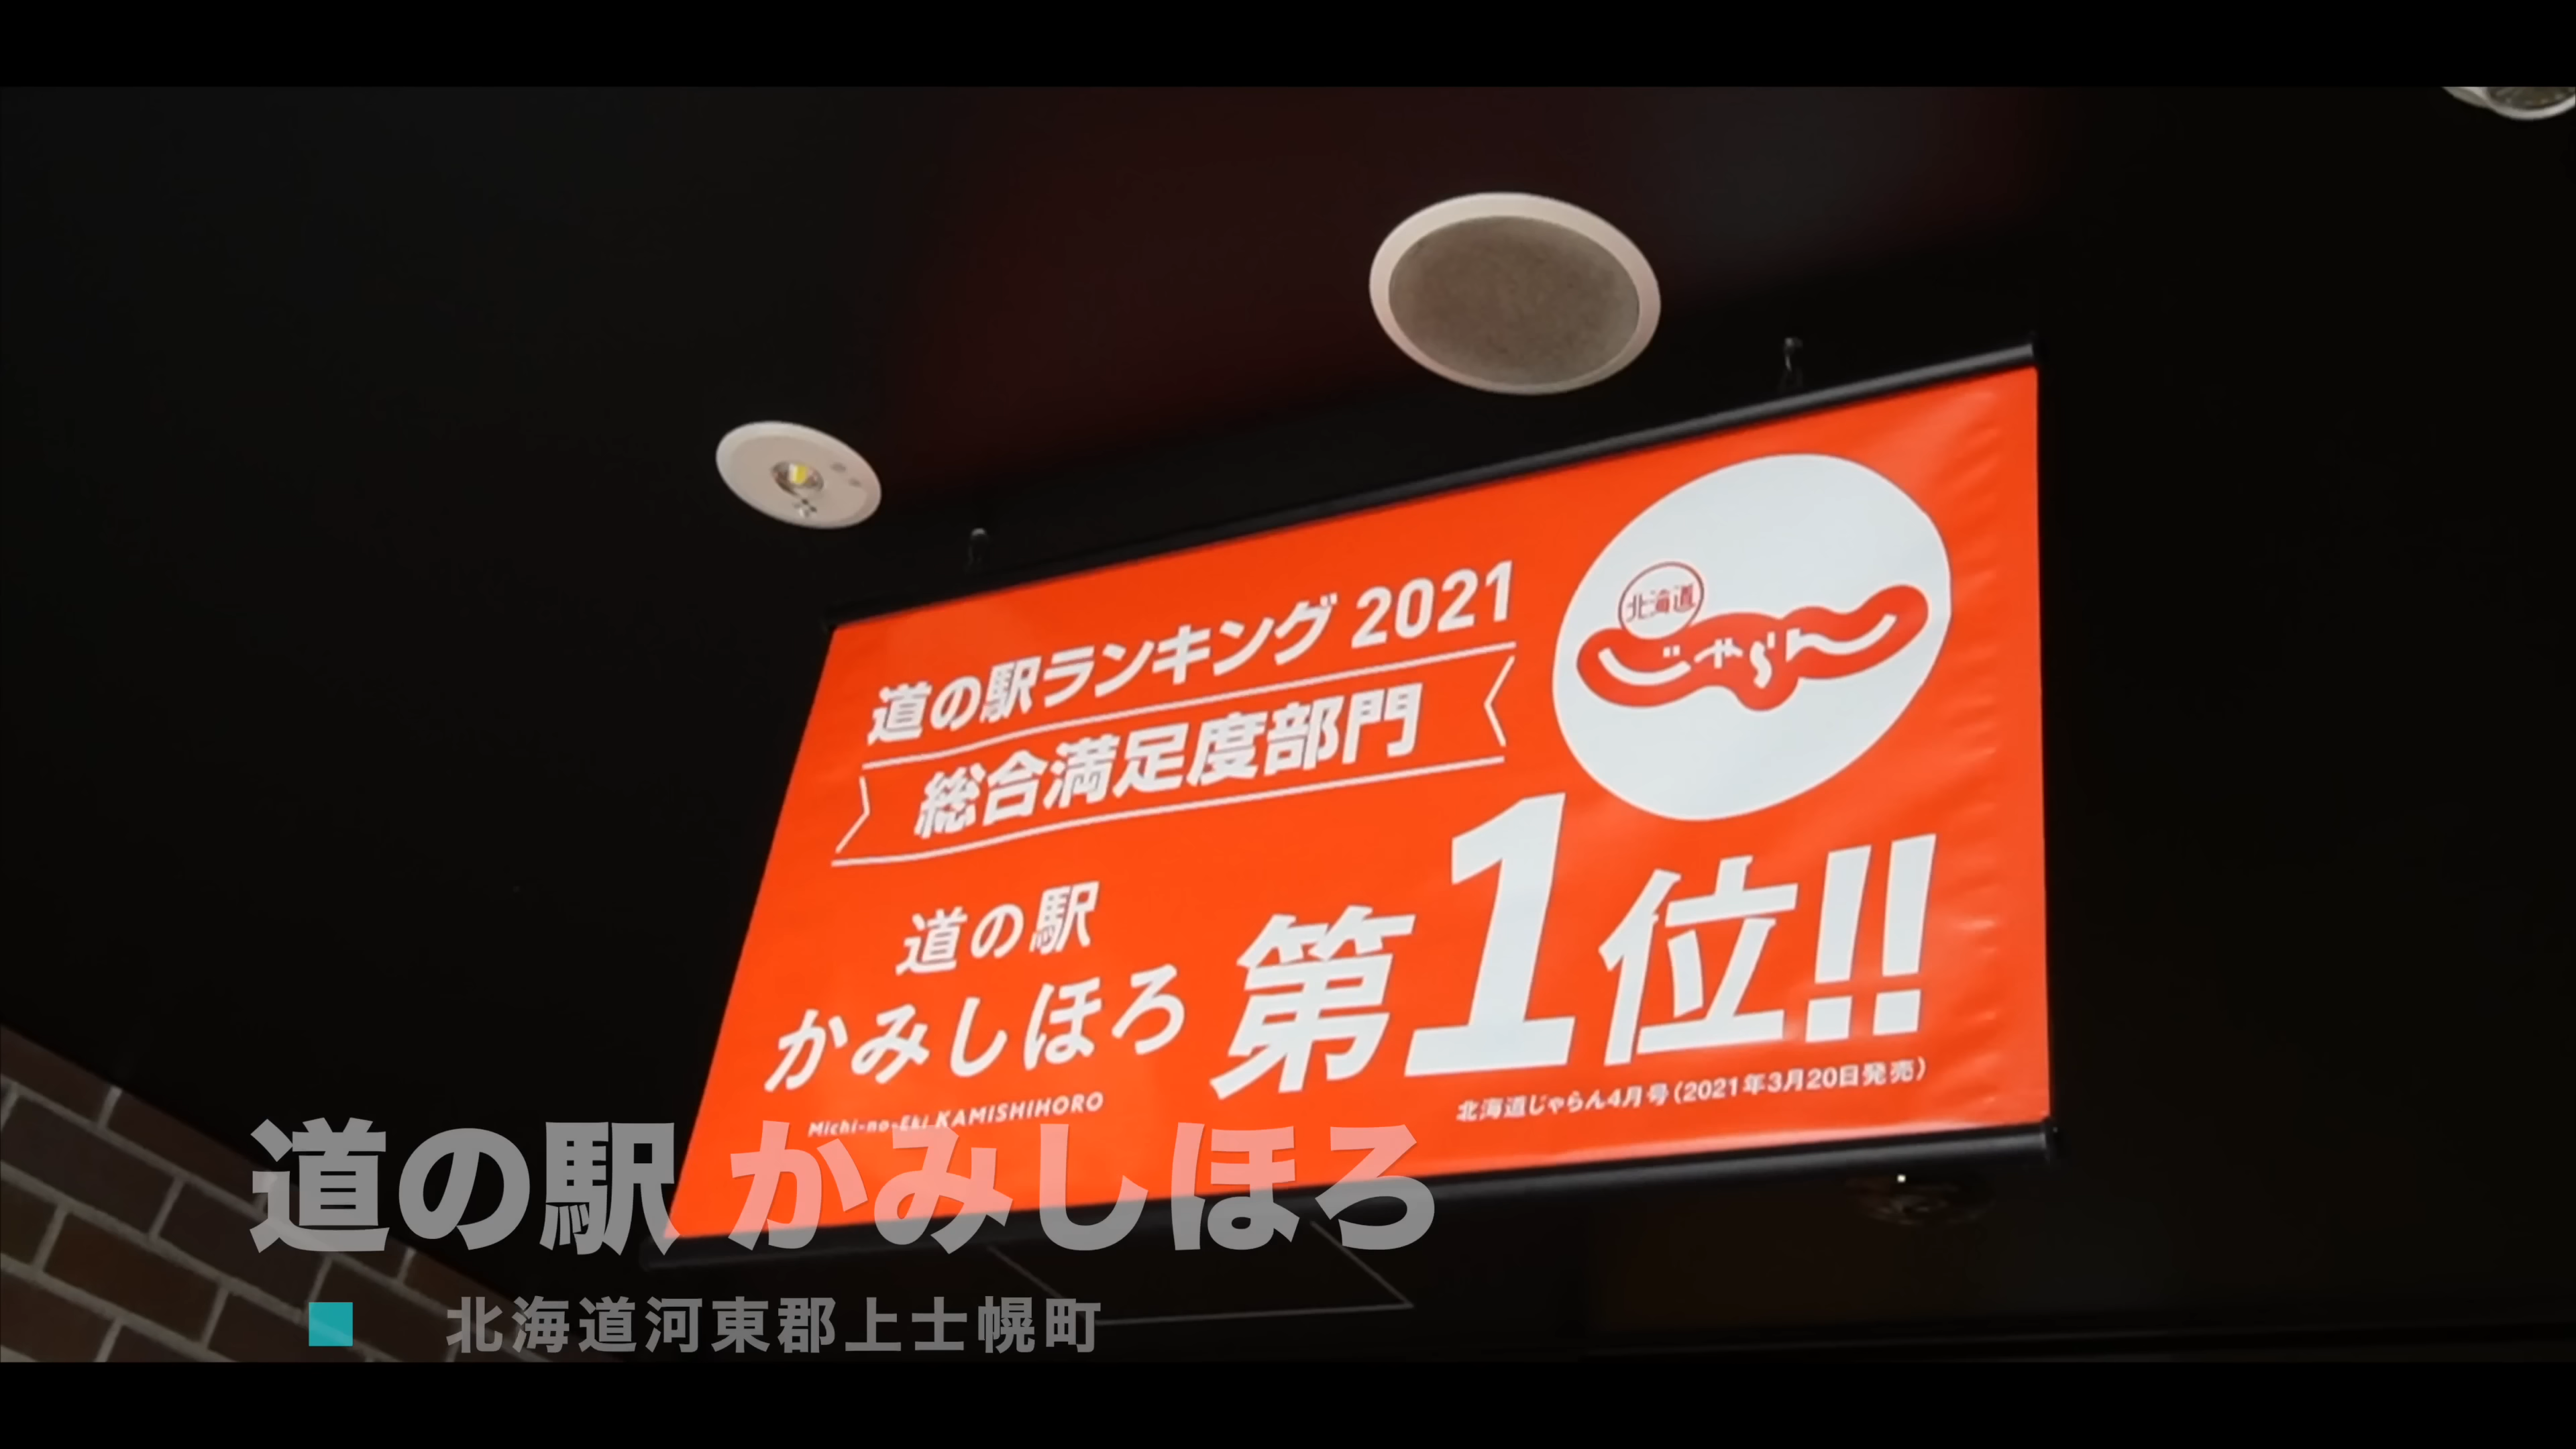 道の駅ランキング 2021
総合満足度部門
北海道
じゃらん
道の駅
かみしほろ
Michi-no-Eki KAMISHIHORO
第1位!!
北海道じゃらん4月号(2021年3月20日発売)
道の駅 かみしほろ
北海道河東郡上士幌町